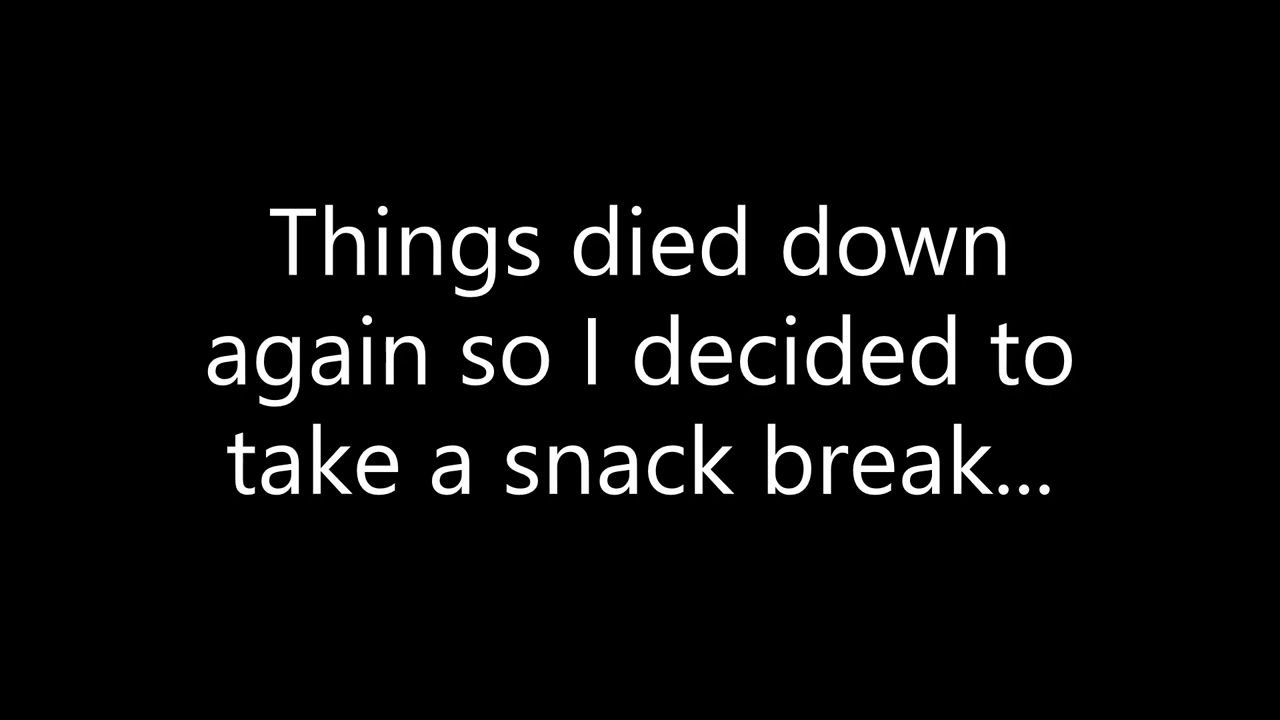 Things died down
again so I decided to
take a snack break...